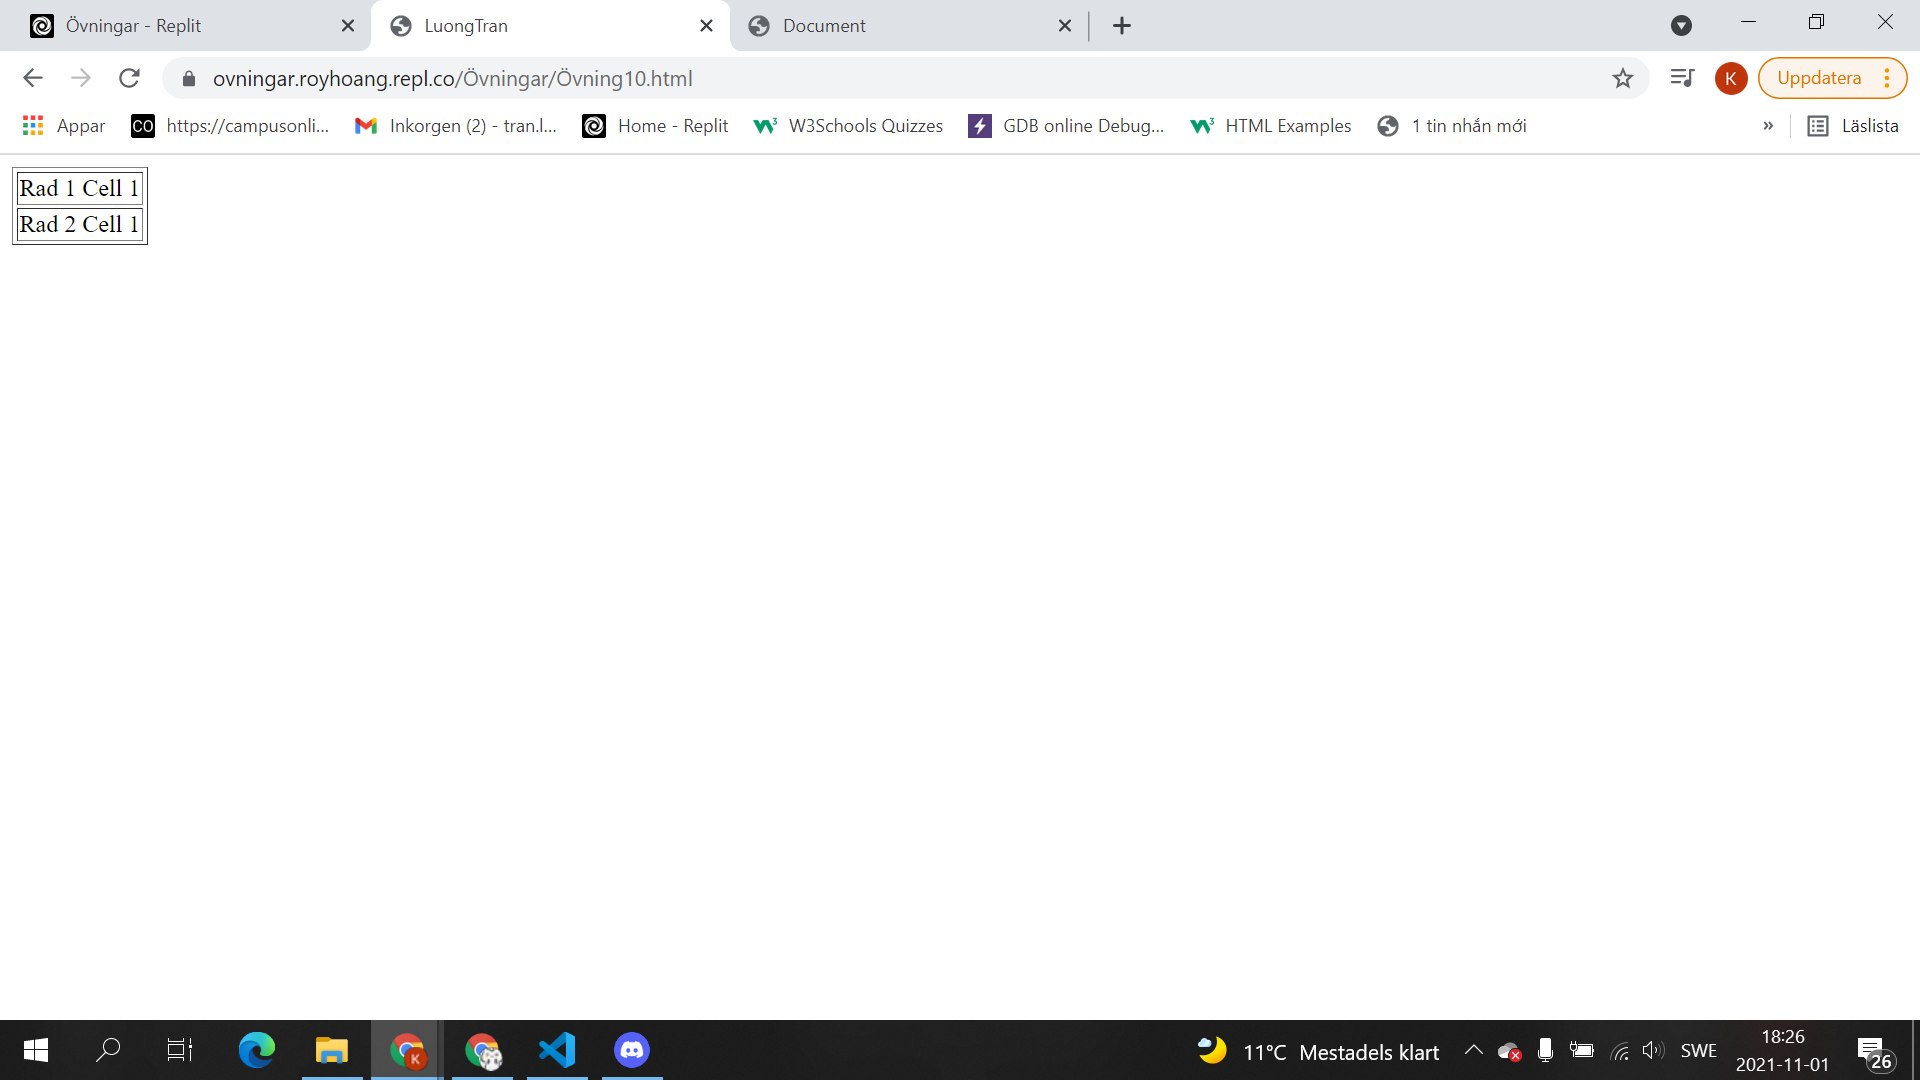 Övningar - Replit
LuongTran
Document
ovningar.royhoang.repl.co/Övningar/Övning10.html
K
Uppdatera
Appar
CO
https://campusonli...
Inkorgen (2) - tran.l...
Home - Replit
W3Schools Quizzes
GDB online Debug...
HTML Examples
1 tin nhắn mới
»
Läslista
Rad 1 Cell 1
Rad 2 Cell 1
K
11°C Mestadels klart
SWE
18:26
2021-11-01
26